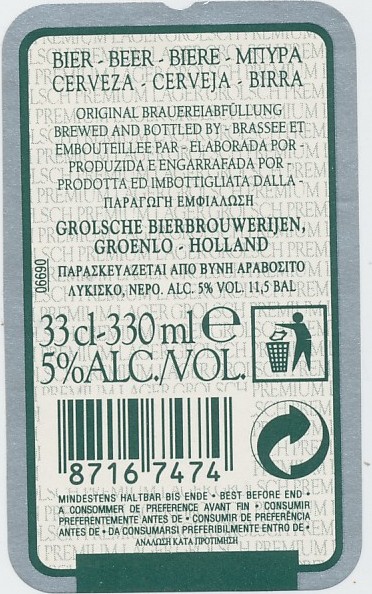 BIER - BEER - BIERE - ΜΠΥΡΑ
CERVEZA - CERVEJA - BIRRA
ORIGINAL BRAUEREIABFÜLLUNG
BREWED AND BOTTLED BY - BRASSEE ET
EMBOUTEILLEE PAR - ELABORADA POR -
PRODUZIDA E ENGARRAFADA POR -
PRODOTTA ED IMBOTTIGLIATA DALLA -
ΠΑΡΑΓΩΓΗ ΕΜΦΙΑΛΩΣΗ
GROLSCHE BIERBROUWERIJEN,
GROENLO - HOLLAND
ΠΑΡΑΣΚΕΥΑΖΕΤΑΙ ΑΠΟ ΒΥΝΗ ΑΡΑΒΟΣΙΤΟ
ΛΥΚΙΣΚΟ, ΝΕΡΟ. ALC. 5% VOL. 11,5 BAL
06690
33 cl-330 ml e
5%ALC./VOL.
8716 7474
MINDESTENS HALTBAR BIS ENDE • BEST BEFORE END •
A CONSOMMER DE PREFERENCE AVANT FIN • CONSUMIR
PREFERENTEMENTE ANTES DE • CONSUMIR DE PREFERÊNCIA
ANTES DE • DA CONSUMARSI PREFERIBILMENTE ENTRO DE •
ΑΝΑΛΩΣΗ ΚΑΤΑ ΠΡΟΤΙΜΗΣΗ